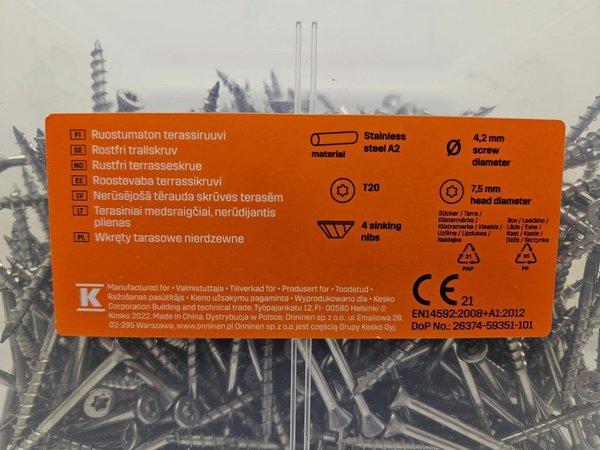 FI Ruostumaton terassiruuvi
SE Rostfri trallskruv
NO Rustfri terrasseskrue
EE Roostevaba terrassikruvi
LV Nerūsējošā tērauda skrūves terasēm
LT Terasiniai medsraigčiai, nerūdijantis
plienas
PL Wkręty tarasowe nierdzewne
material
Stainless
steel A2
T20
4 sinking
nibs
4,2 mm
screw
diameter
7,5 mm
head diameter
Sticker / Tarra /
Klistermärke /
Klistremerke / Kleebis /
Uzlīme / Lipdukas /
Naklejka
21
PAP
Box / Laatikko /
Låda / Eske /
Kast / Kaste /
Dėžė / Skrzynka
05
PP
K
Manufactured for • Valmistuttaja • Tillverkad för • Produsert for • Toodetud •
Ražošanas pasūtītājs • Kieno užsakymu pagaminta • Wyprodukowano dla • Kesko
Corporation Building and technical trade, Työpajankatu 12, FI- 00580 Helsinki ©
Kesko 2022. Made in China. Dystrybucja w Polsce: Onninen sp. z o.o. ul. Emaliowa 28,
02-295 Warszawa, www.onninen.pl. Onninen sp. z o.o. jest częścią Grupy Kesko Oyj.
CE 21
EN14592:2008+A1:2012
DoP No.: 26374-59351-101